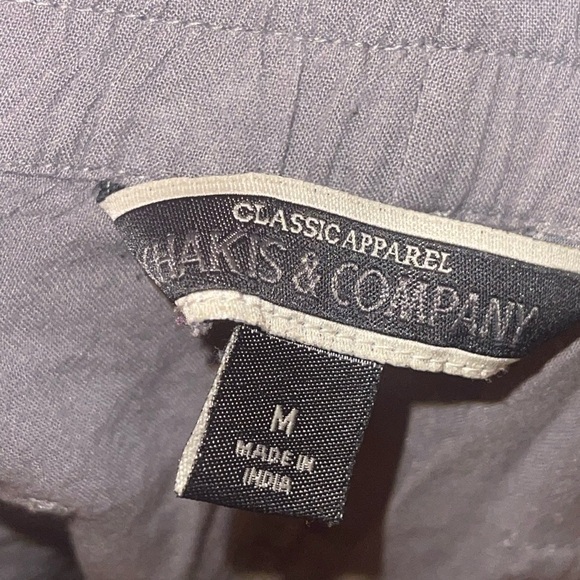 CLASSIC APPAREL
KHAKIS & COMPANY
M
MADE IN
INDIA